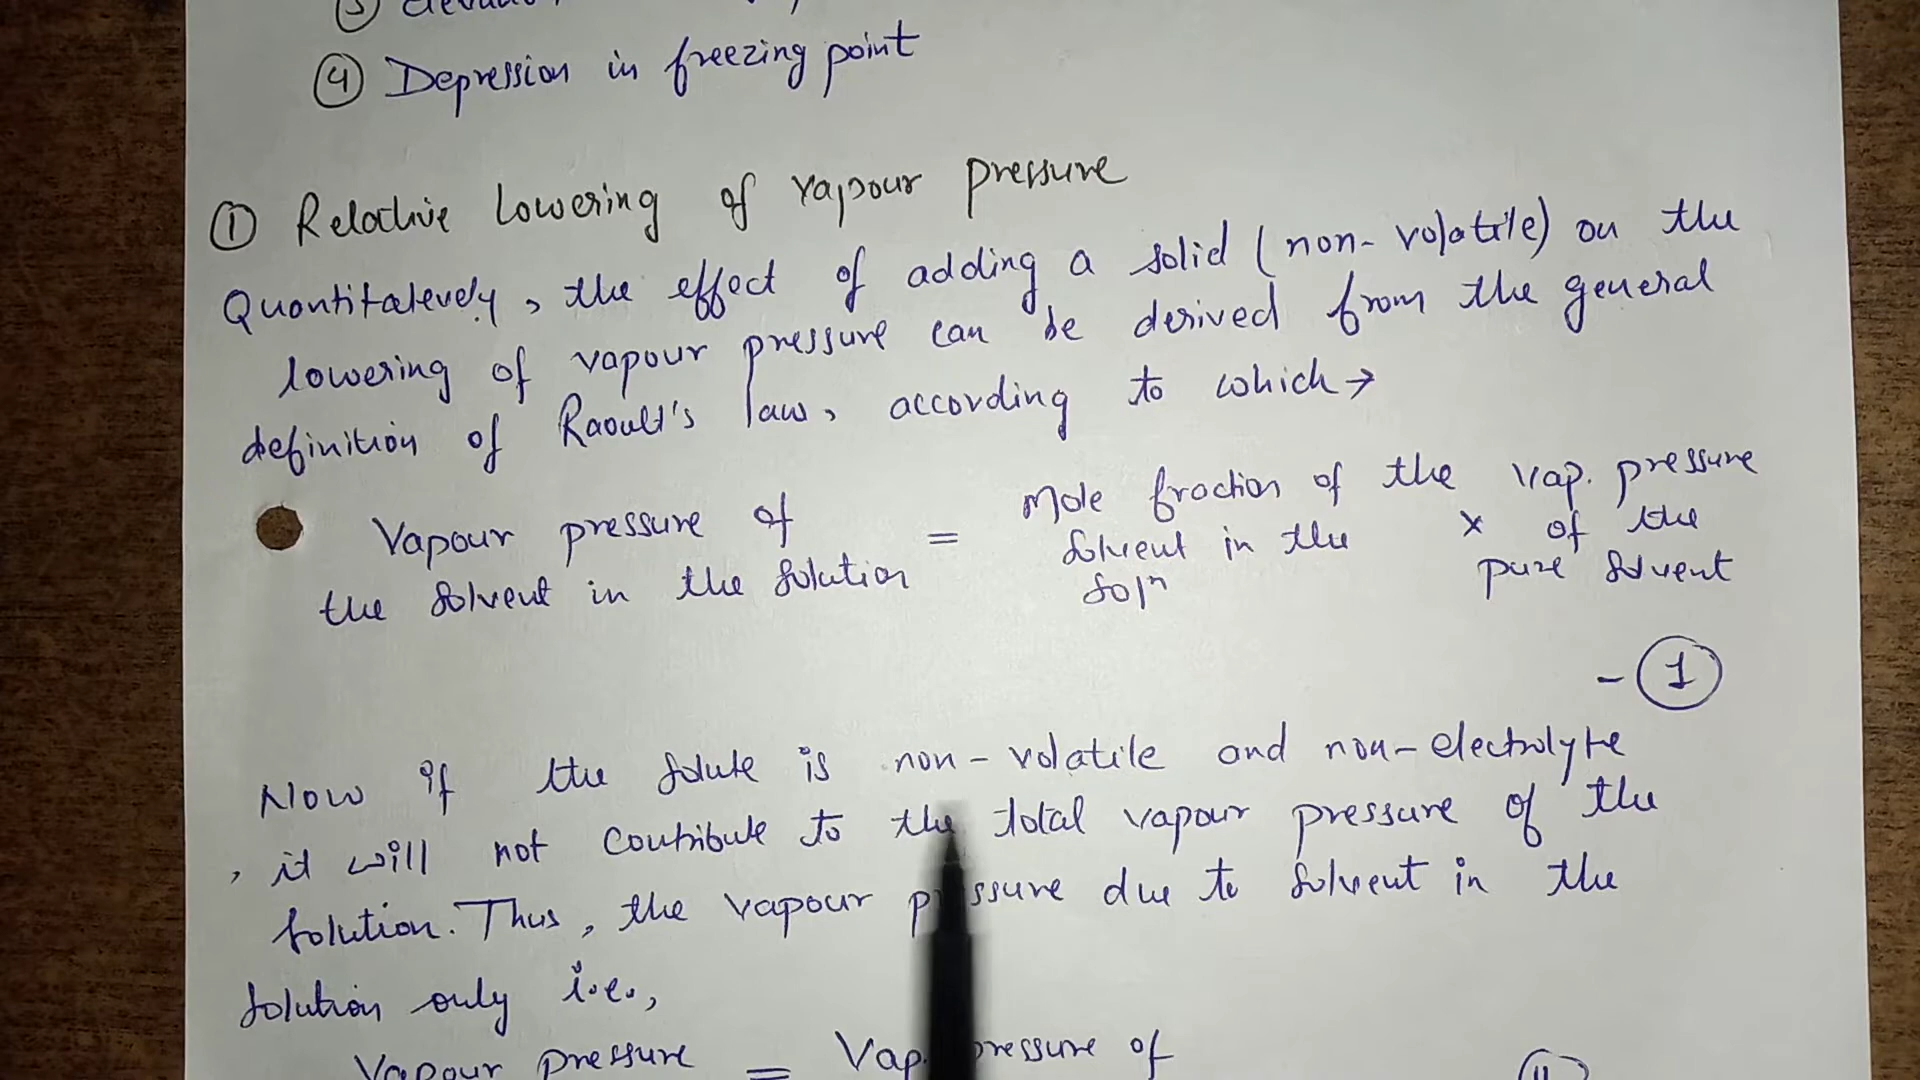 ③
④ Depression in freezing point
① Relative Lowering of vapour pressure
Quantitalevely, the effect of adding a solid (non-volatile) on the
lowering of vapour pressure can be derived from the general
definition of Raoult's law, according to which →
Vapour pressure of = Mole fraction of the vap. pressure
the solvent in the solution solvent in the × of the
solⁿ pure solvent
- ①
Now if the solute is non-volatile and non-electrolyte
, it will not contribute to the total vapour pressure of the
solution. Thus, the vapour pressure due to solvent in the
solution only i.e.,
Vapour pressure = Vap. pressure of